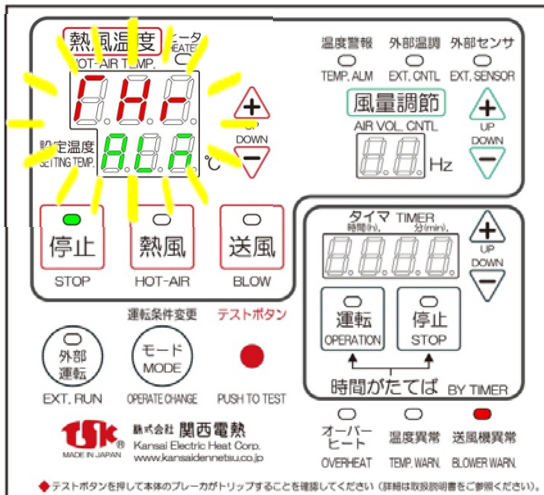 熱風温度 ヒータ
HOT-AIR TEMP. HEATER
CHr
設定温度
SETTING TEMP.
ALn
℃
UP
DOWN
温度警報 外部温調 外部センサ
TEMP. ALM EXT. CNTL EXT. SENSOR
風量調節
AIR VOL. CNTL
Hz
UP
DOWN
停止 熱風 送風
STOP HOT-AIR BLOW
タイマ TIMER
時間(h). 分(min).
UP
DOWN
運転 停止
OPERATION STOP
時間がたてば BY TIMER
運転条件変更 テストボタン
外部
運転
モード
MODE
EXT. RUN OPERATE CHANGE PUSH TO TEST
TSK ®
MADE IN JAPAN
株式会社 関西電熱
Kansai Electric Heat Corp.
www.kansaidennetsu.co.jp
オーバー
ヒート
温度異常 送風機異常
OVERHEAT TEMP. WARN. BLOWER WARN.
◆テストボタンを押して本体のブレーカがトリップすることを確認してください（詳細は取扱説明書をご参照ください）。